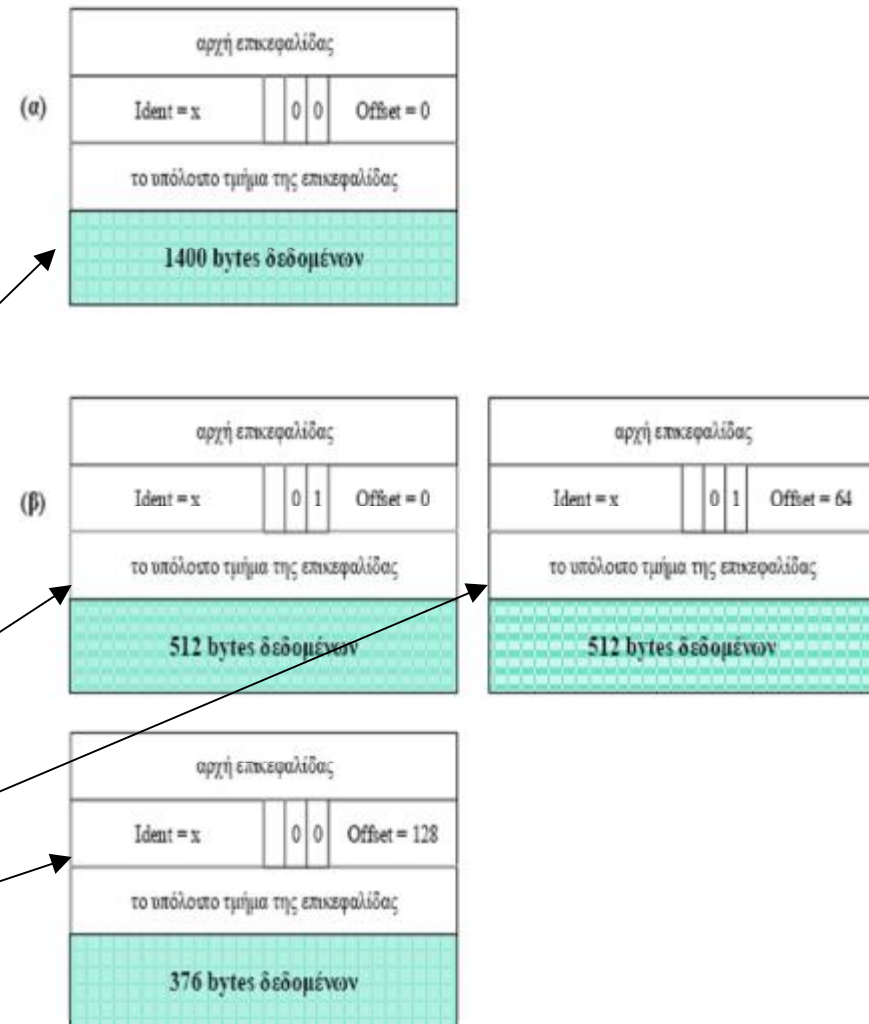 αρχή επικεφαλίδας
(α) Ident = x 0 0 Offset = 0
το υπόλοιπο τμήμα της επικεφαλίδας
1400 bytes δεδομένων
αρχή επικεφαλίδας
(β) Ident = x 0 1 Offset = 0
το υπόλοιπο τμήμα της επικεφαλίδας
512 bytes δεδομένων
αρχή επικεφαλίδας
Ident = x 0 1 Offset = 64
το υπόλοιπο τμήμα της επικεφαλίδας
512 bytes δεδομένων
αρχή επικεφαλίδας
Ident = x 0 0 Offset = 128
το υπόλοιπο τμήμα της επικεφαλίδας
376 bytes δεδομένων